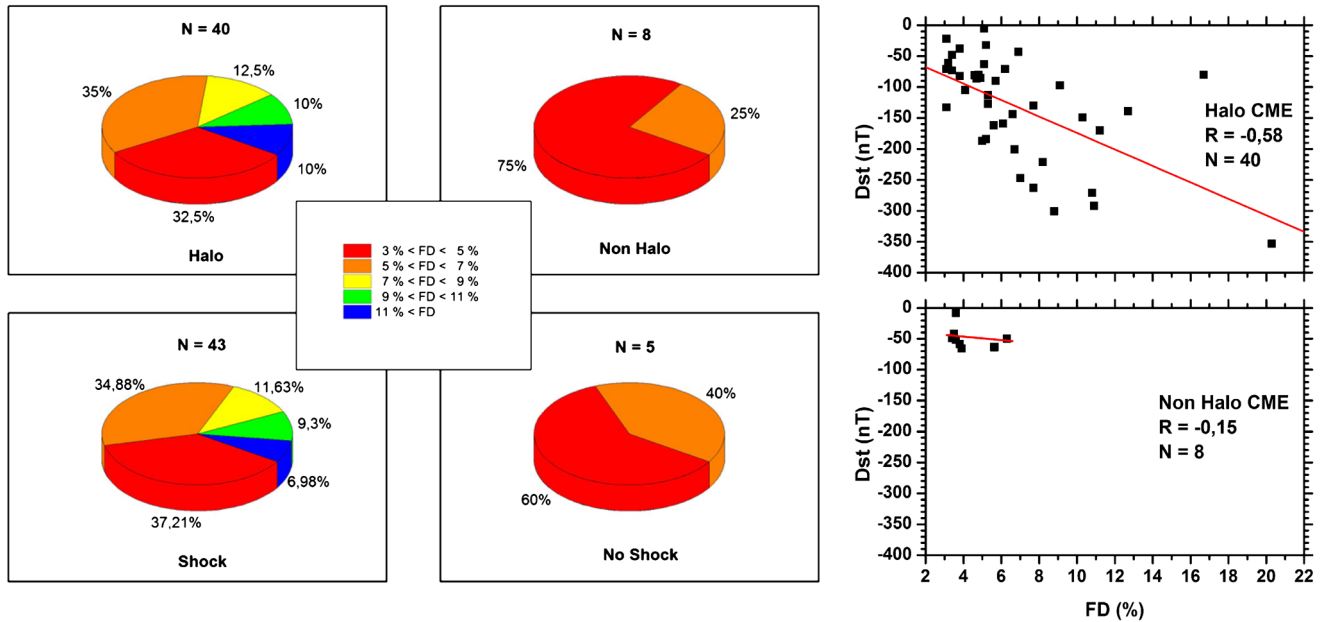 N = 40
35%
12,5%
10%
10%
32,5%
Halo
N = 8
25%
75%
Non Halo
3 % < FD < 5 %
5 % < FD < 7 %
7 % < FD < 9 %
9 % < FD < 11 %
11 % < FD
N = 43
34,88%
11,63%
9,3%
6,98%
37,21%
Shock
N = 5
40%
60%
No Shock
0
-50
-100
-150
-200
-250
-300
-350
-400
Dst (nT)
Halo CME
R = -0,58
N = 40
0
-50
-100
-150
-200
-250
-300
-350
-400
Dst (nT)
Non Halo CME
R = -0,15
N = 8
2 4 6 8 10 12 14 16 18 20 22
FD (%)